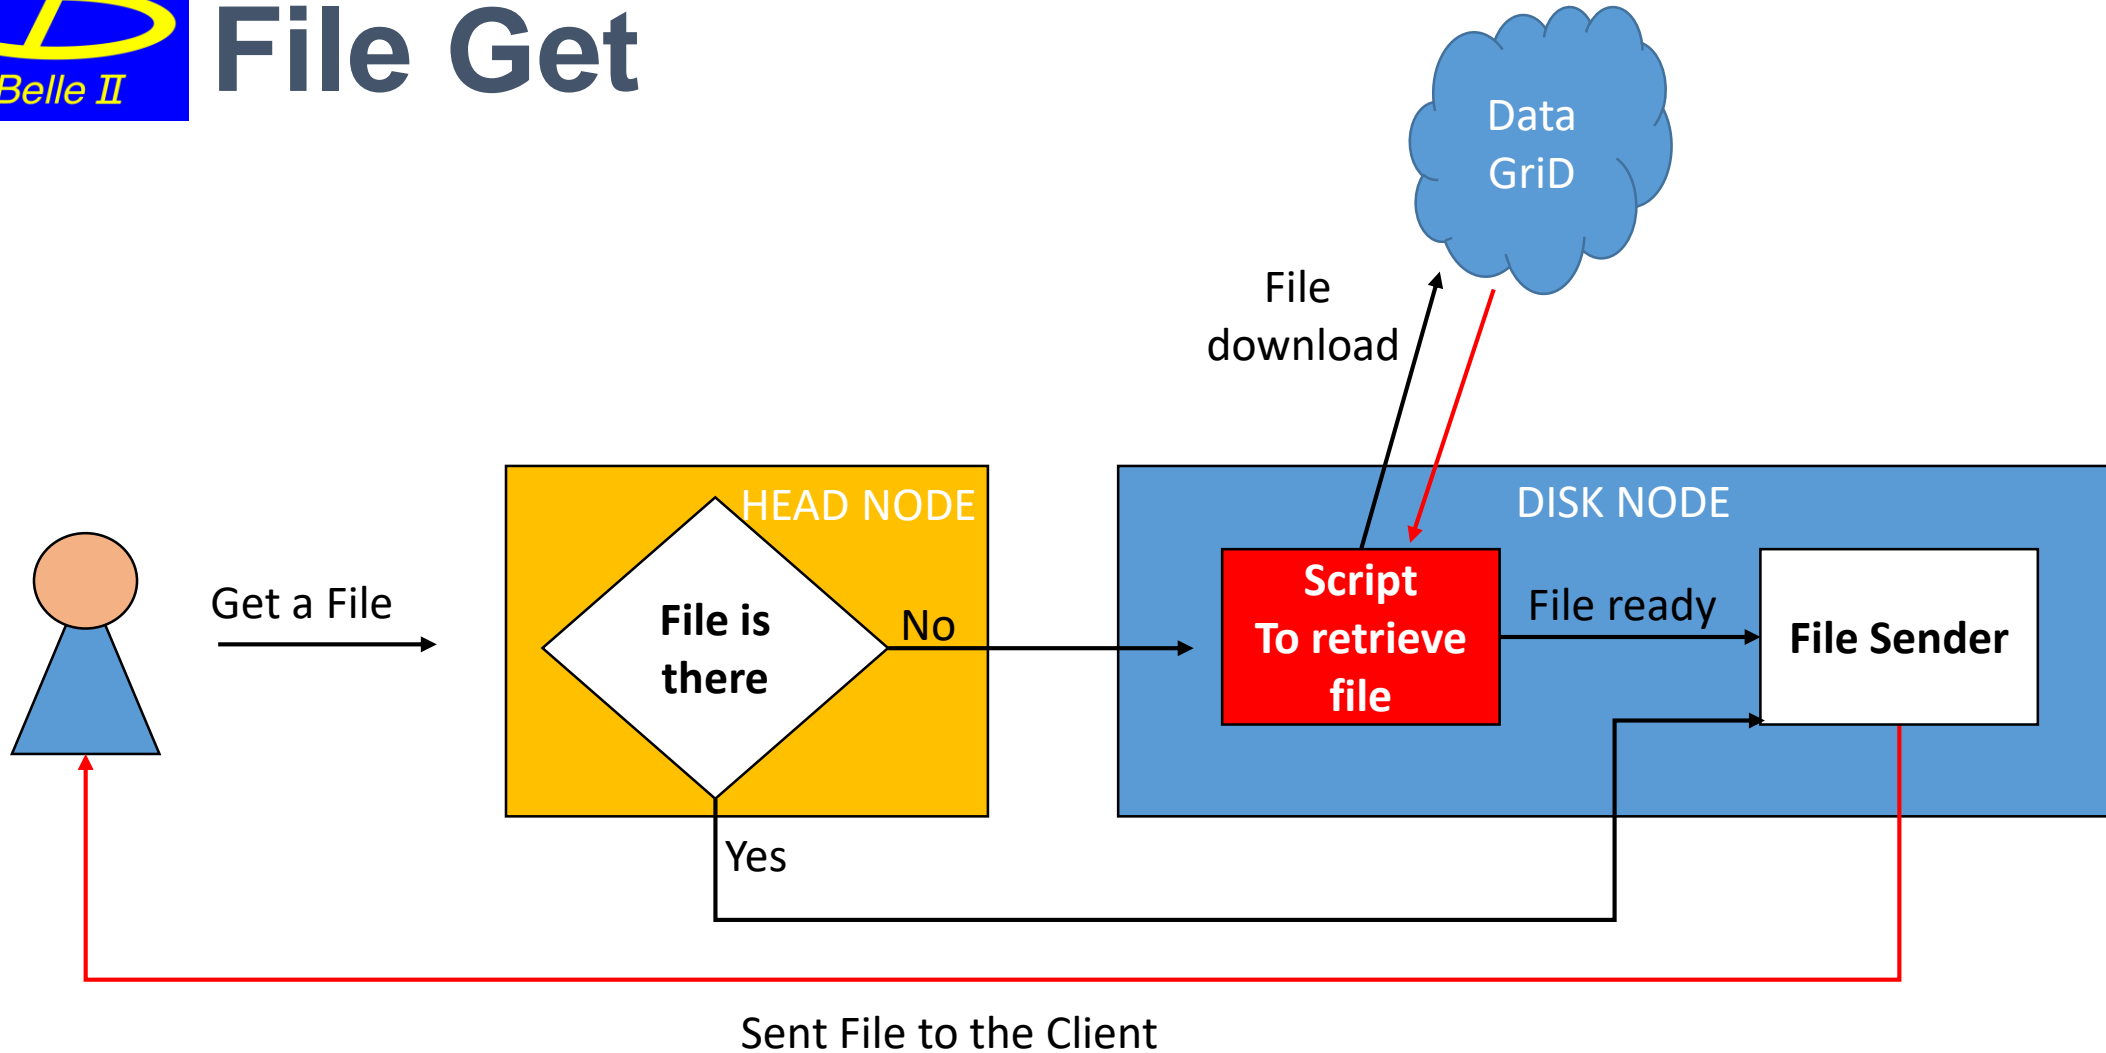 Belle II
File Get
Data
GriD
File
download
HEAD NODE
DISK NODE
Get a File
File is
there
No
Script
To retrieve
file
File ready
File Sender
Yes
Sent File to the Client